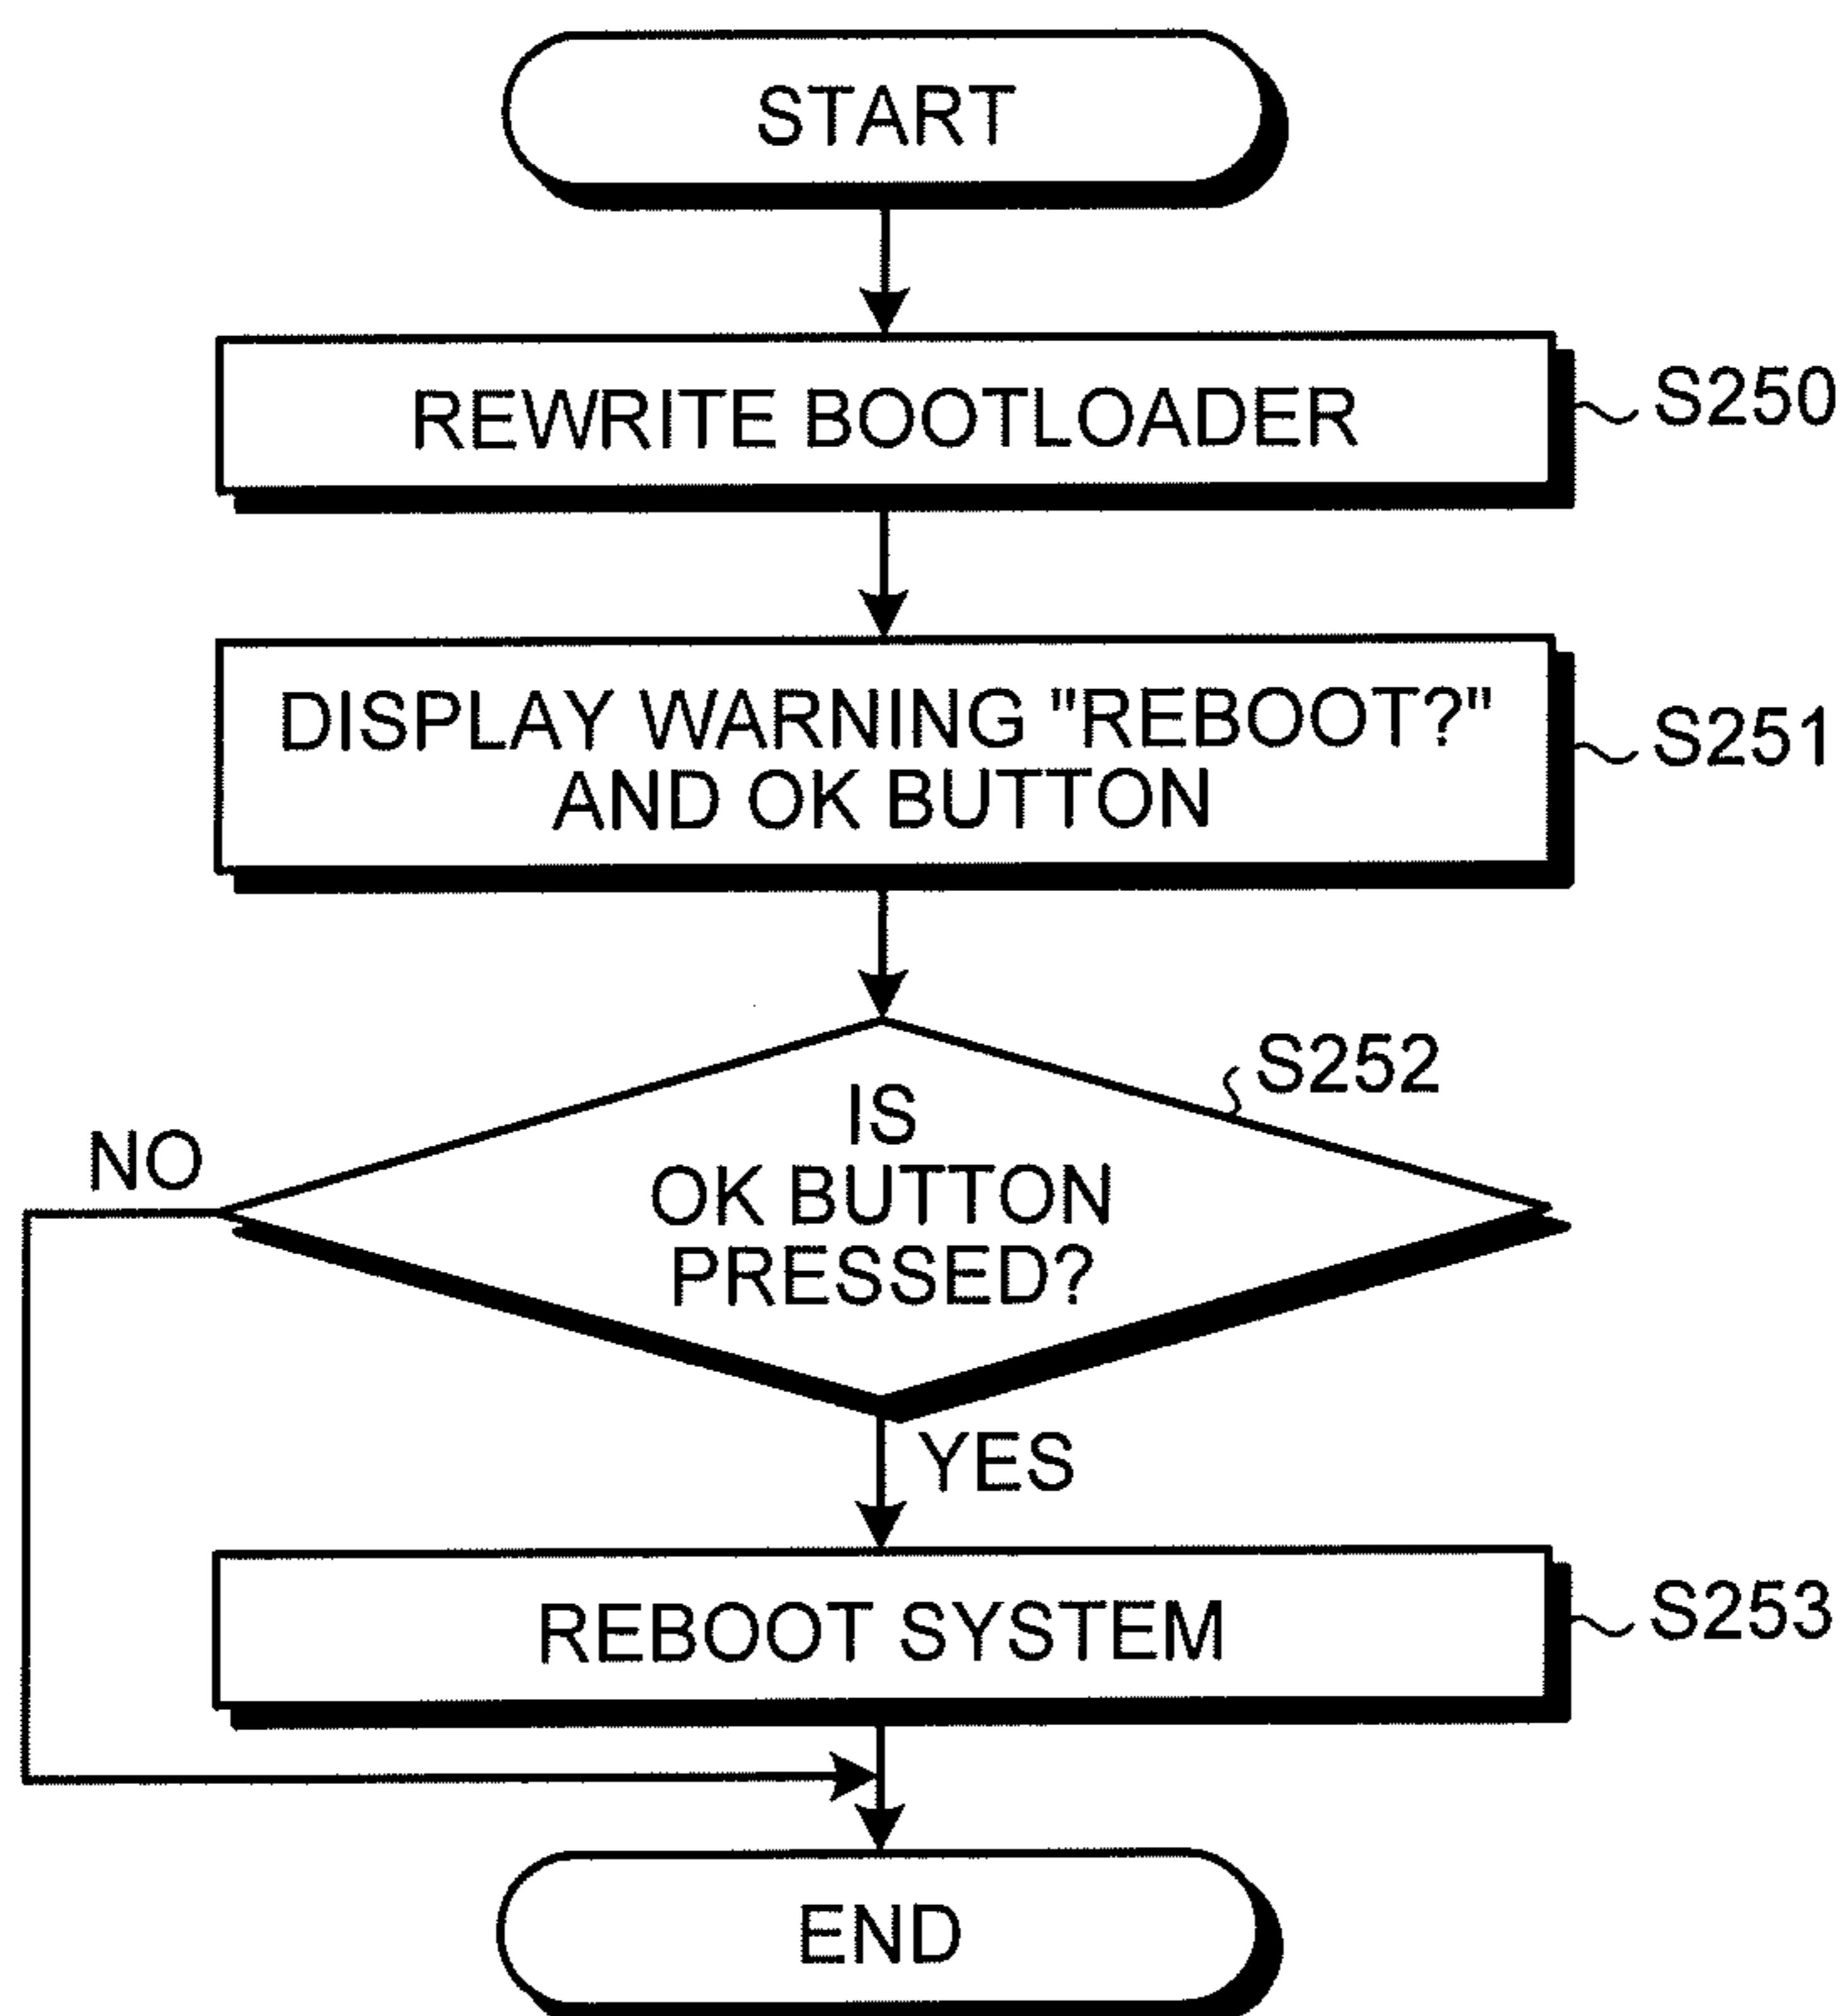 START
REWRITE BOOTLOADER
S250
DISPLAY WARNING "REBOOT?"
AND OK BUTTON
S251
S252
IS
OK BUTTON
PRESSED?
NO
YES
REBOOT SYSTEM
S253
END